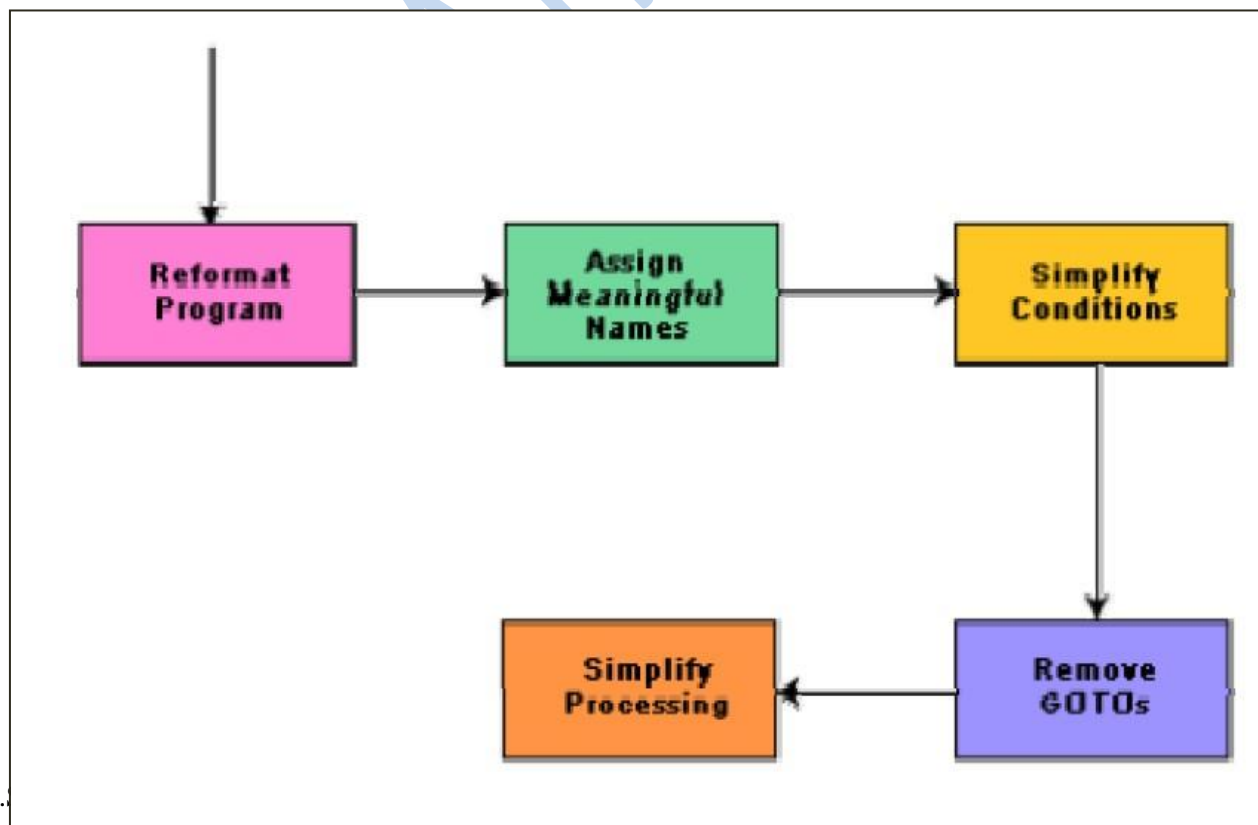 Reformat
Program
Assign
Meaningful
Names
Simplify
Conditions
Remove
GOTOs
Simplify
Processing